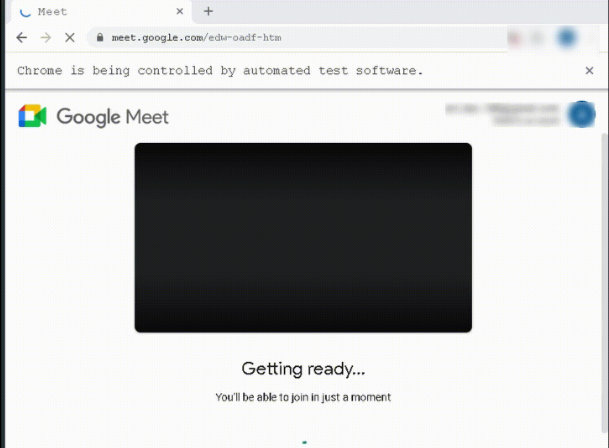 Meet
meet.google.com/edw-oadf-htm
Chrome is being controlled by automated test software.
Google Meet
Getting ready...
You'll be able to join in just a moment